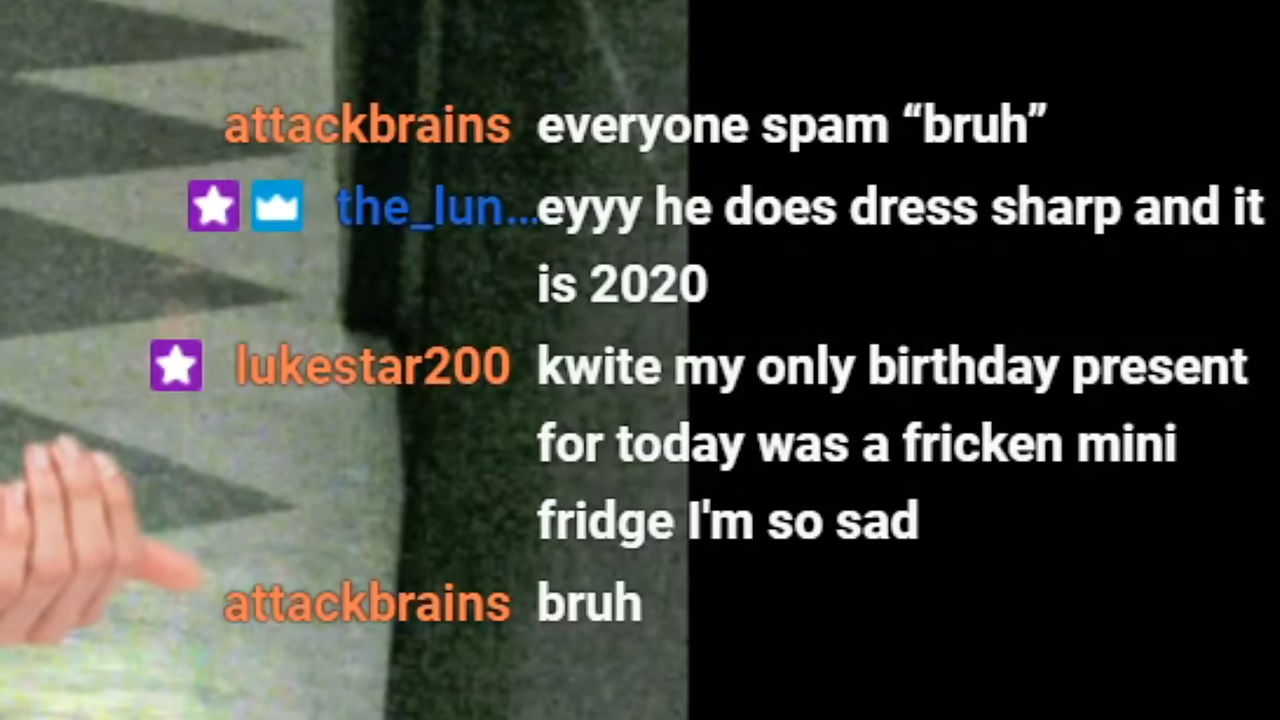 attackbrains everyone spam “bruh”
the_lun... eyyy he does dress sharp and it
is 2020
lukestar200 kwite my only birthday present
for today was a fricken mini
fridge I'm so sad
attackbrains bruh